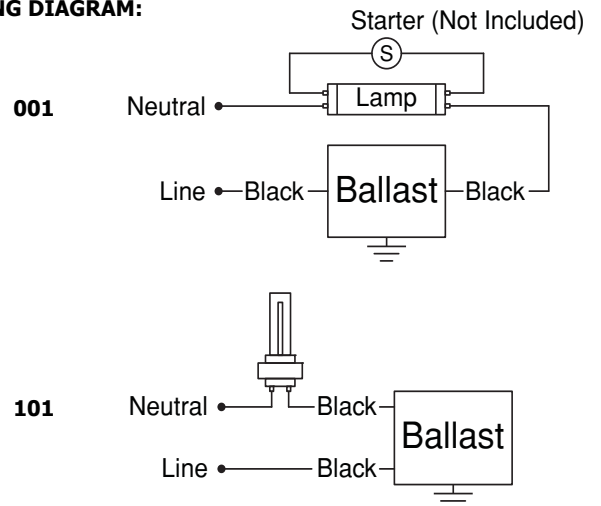 NG DIAGRAM:
Starter (Not Included)
S
001
Neutral
Lamp
Line
Black
Ballast
Black
101
Neutral
Black
Ballast
Line
Black